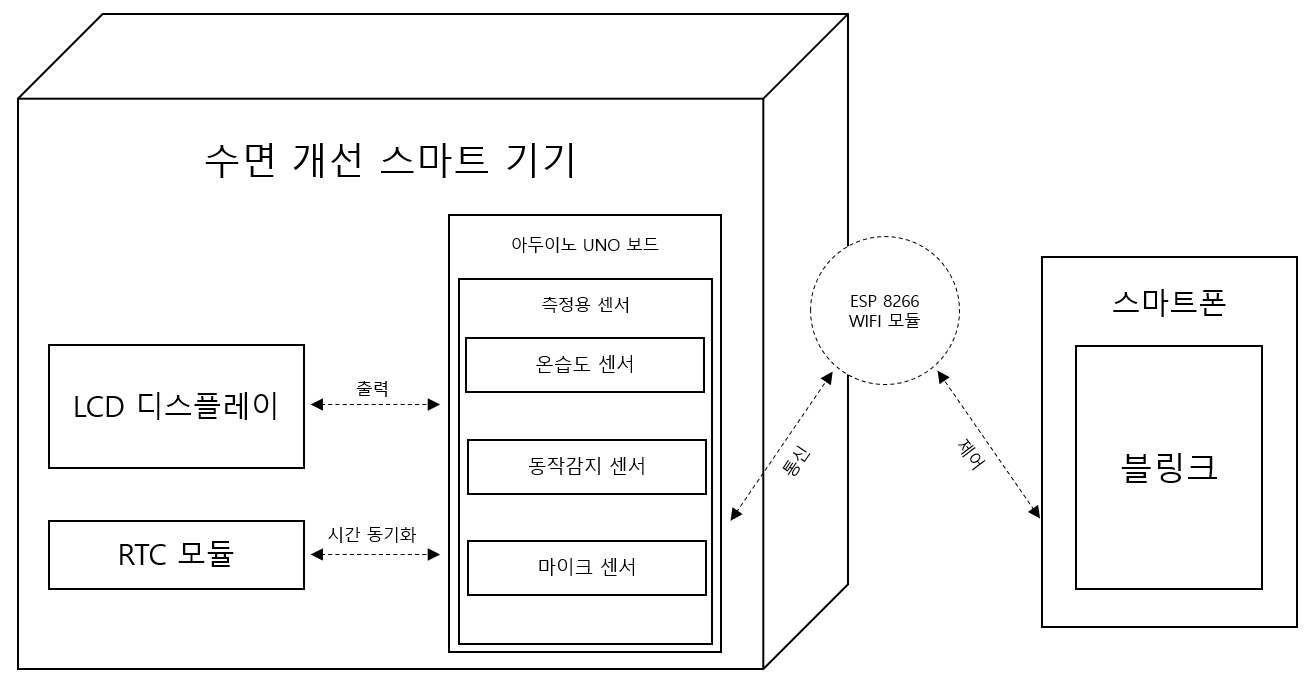 수면 개선 스마트 기기
아두이노 UNO 보드
측정용 센서
온습도 센서
동작감지 센서
마이크 센서
LCD 디스플레이
출력
RTC 모듈
시간 동기화
ESP 8266
WIFI 모듈
통신
제어
스마트폰
블링크